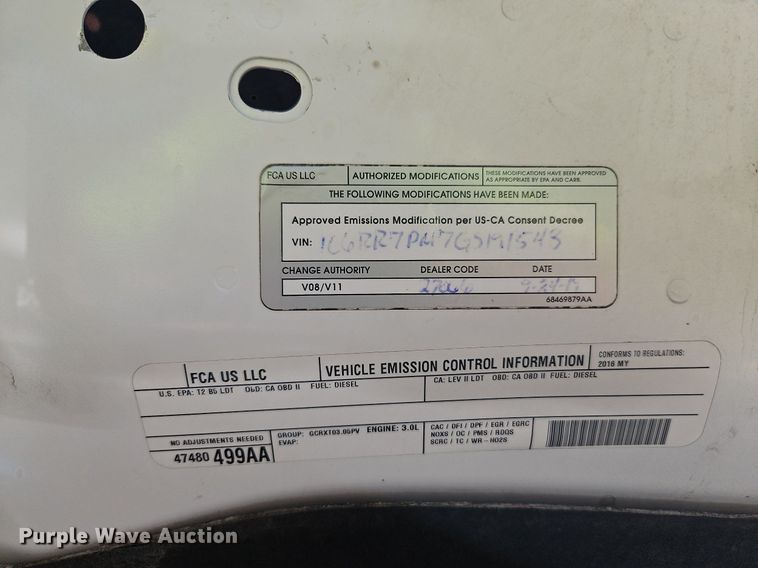 FCA US LLC AUTHORIZED MODIFICATIONS THESE MODIFICATIONS HAVE BEEN APPROVED
AS APPROPRIATE BY EPA AND CARB.
THE FOLLOWING MODIFICATIONS HAVE BEEN MADE:
Approved Emissions Modification per US-CA Consent Decree
VIN:
CHANGE AUTHORITY DEALER CODE DATE
V08/V11
68469879AA
FCA US LLC VEHICLE EMISSION CONTROL INFORMATION CONFORMS TO REGULATIONS:
2016 MY
U.S. EPA: T2 B5 LDT OBD: CA OBD II FUEL: DIESEL CA: LEV II LDT OBD: CA OBD II FUEL: DIESEL
NO ADJUSTMENTS NEEDED
47480 499AA
GROUP: GCRXT03.05PV ENGINE: 3.0L
EVAP:
CAC / DFI / DPF / EGR / EGRC
NOXS / OC / PMS / RDQS
SCRC / TC / WR-HO2S
Purple Wave Auction